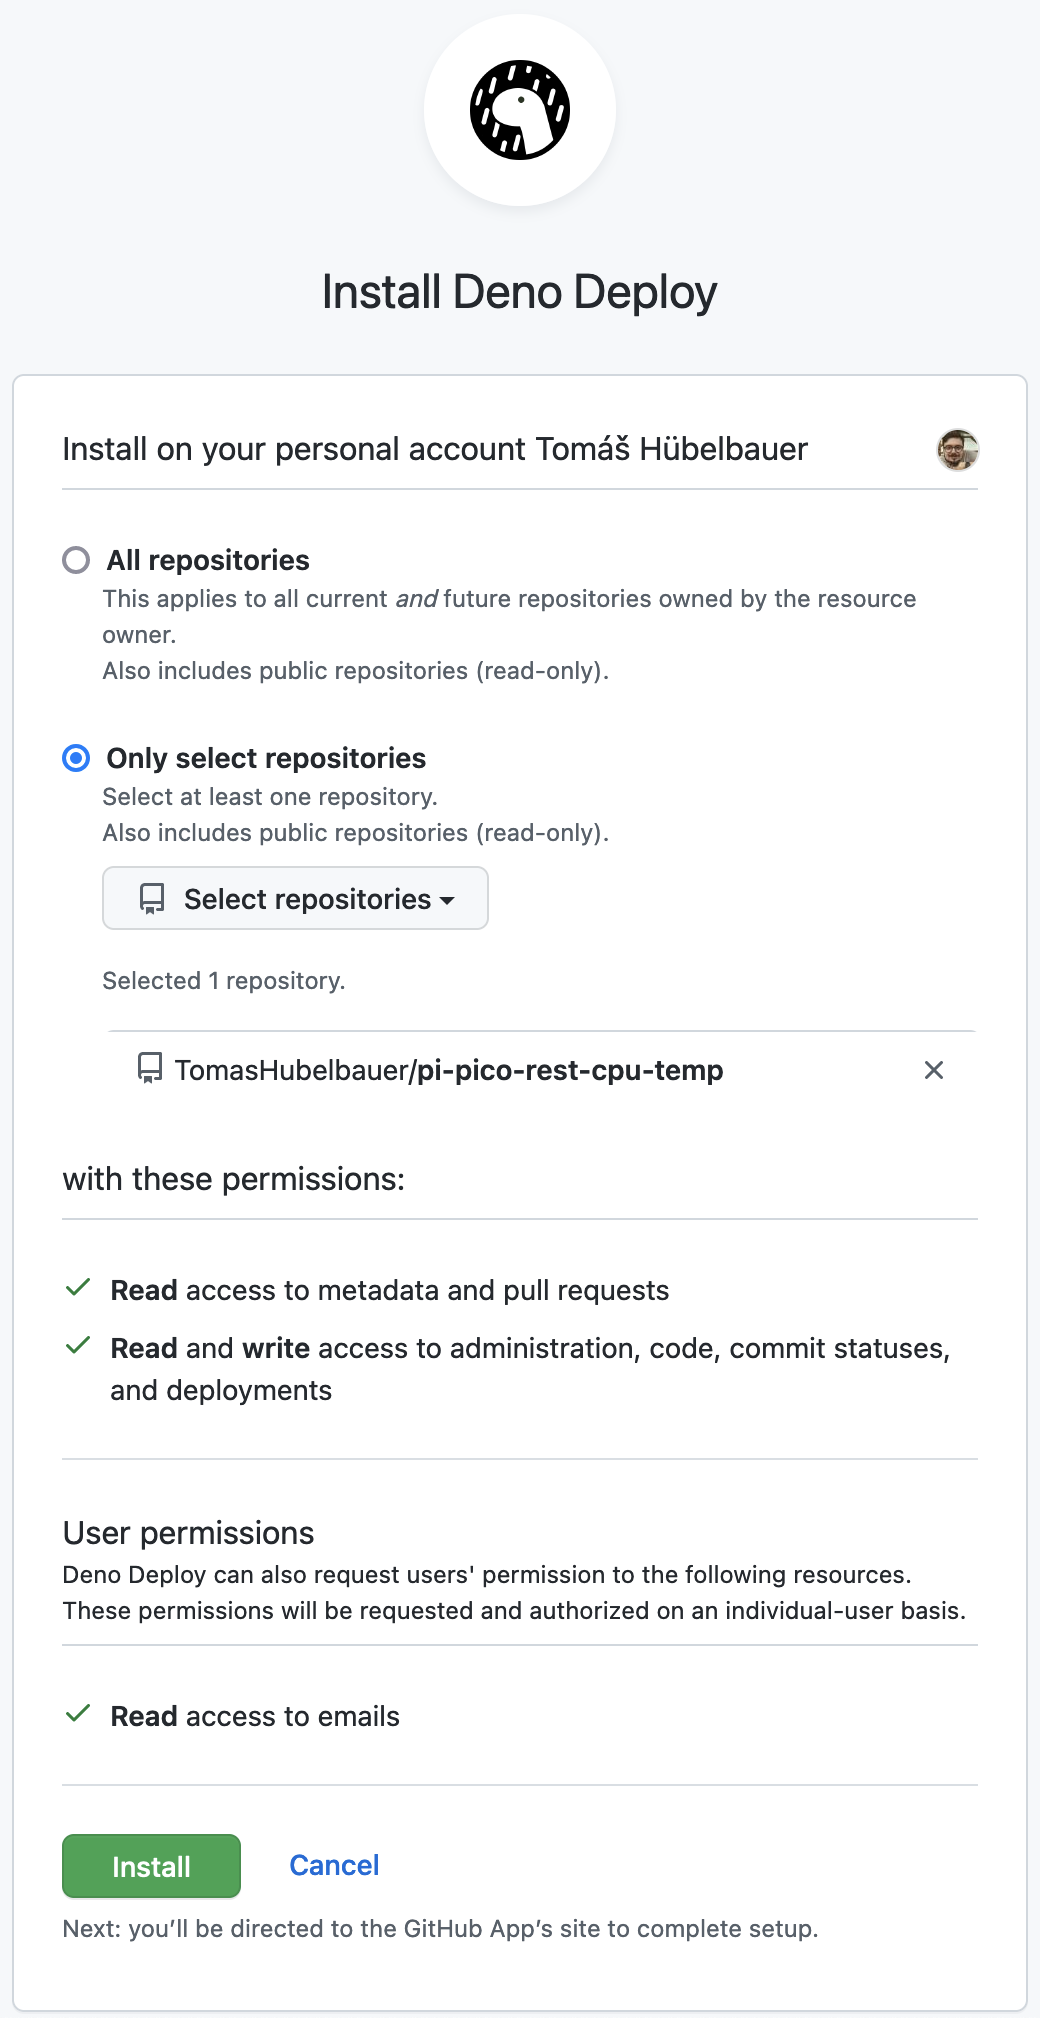 Install Deno Deploy
Install on your personal account Tomáš Hübelbauer
All repositories
This applies to all current and future repositories owned by the resource
owner.
Also includes public repositories (read-only).
Only select repositories
Select at least one repository.
Also includes public repositories (read-only).
Select repositories
Selected 1 repository.
TomasHubelbauer/pi-pico-rest-cpu-temp
with these permissions:
Read access to metadata and pull requests
Read and write access to administration, code, commit statuses,
and deployments
User permissions
Deno Deploy can also request users' permission to the following resources.
These permissions will be requested and authorized on an individual-user basis.
Read access to emails
Install Cancel
Next: you’ll be directed to the GitHub App’s site to complete setup.